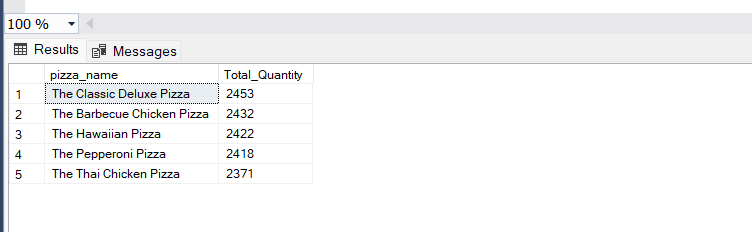 100 %
Results Messages
pizza_name Total_Quantity
1 The Classic Deluxe Pizza 2453
2 The Barbecue Chicken Pizza 2432
3 The Hawaiian Pizza 2422
4 The Pepperoni Pizza 2418
5 The Thai Chicken Pizza 2371